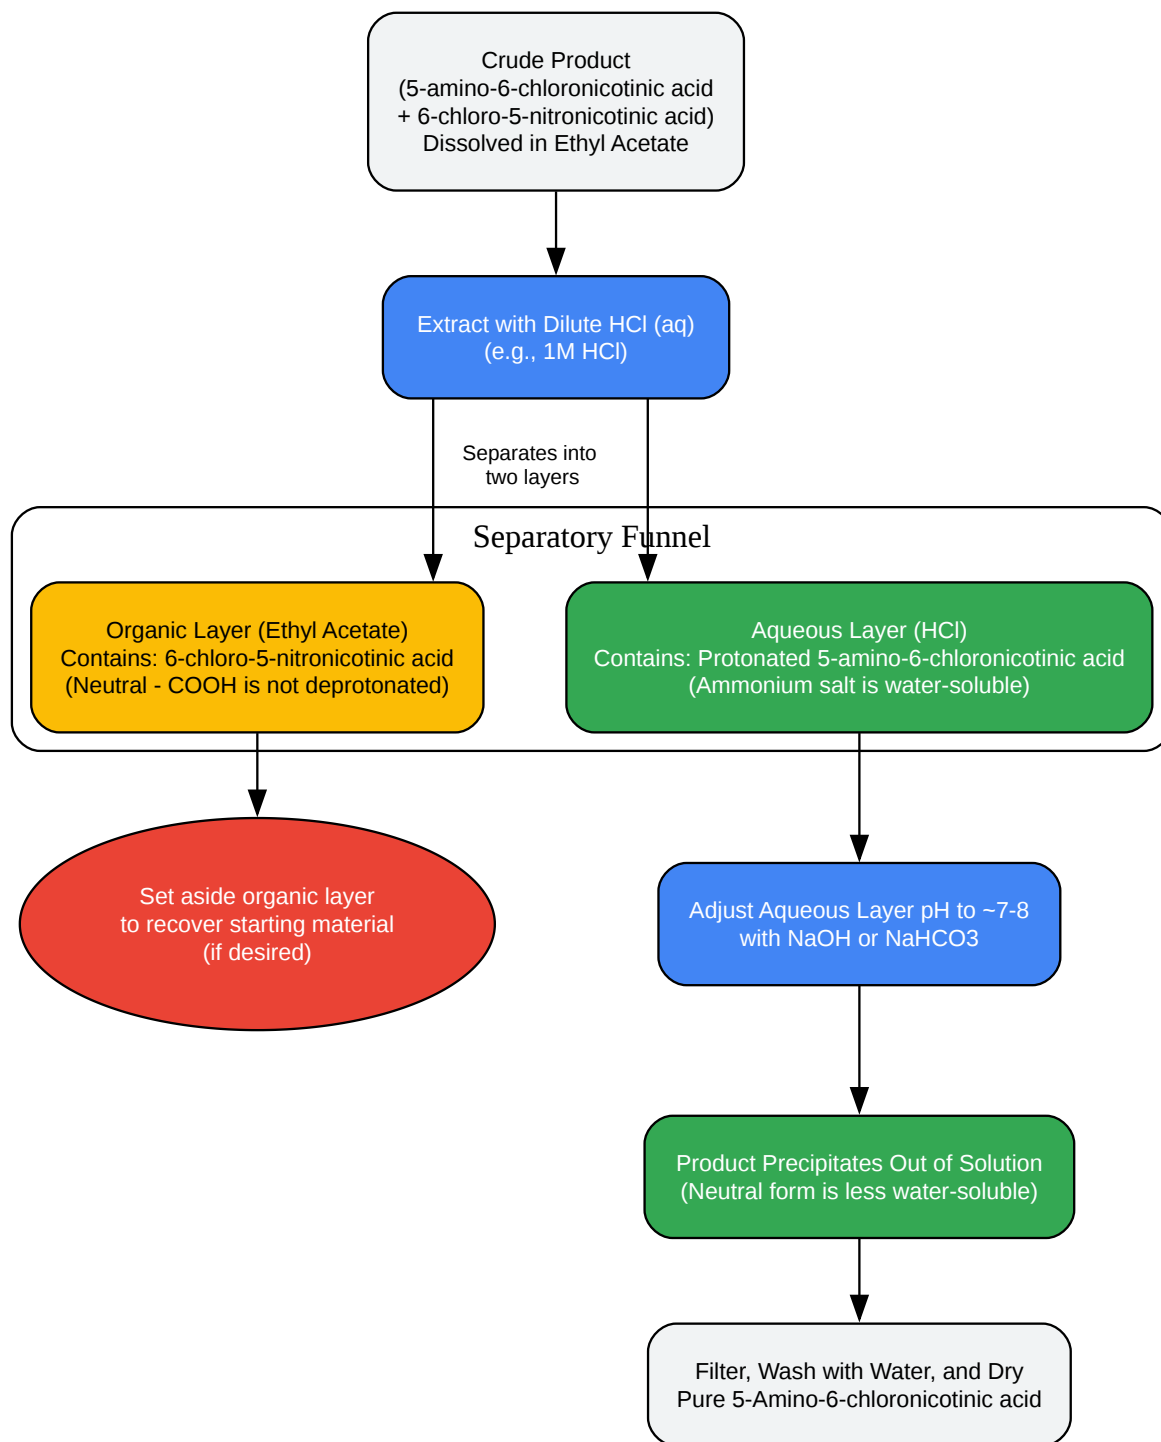 Crude Product
(5-amino-6-chloronicotinic acid
+ 6-chloro-5-nitronicotinic acid)
Dissolved in Ethyl Acetate
Extract with Dilute HCl (aq)
(e.g., 1M HCl)
Separates into
two layers
Separatory Funnel
Organic Layer (Ethyl Acetate)
Contains: 6-chloro-5-nitronicotinic acid
(Neutral - COOH is not deprotonated)
Aqueous Layer (HCl)
Contains: Protonated 5-amino-6-chloronicotinic acid
(Ammonium salt is water-soluble)
Set aside organic layer
to recover starting material
(if desired)
Adjust Aqueous Layer pH to ~7-8
with NaOH or NaHCO3
Product Precipitates Out of Solution
(Neutral form is less water-soluble)
Filter, Wash with Water, and Dry
Pure 5-Amino-6-chloronicotinic acid